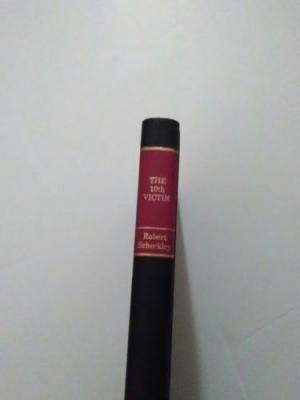 THE
10th
VICTIM
Robert
Sheckley